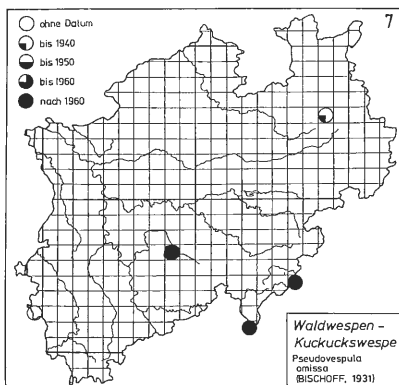 7
ohne Datum
bis 1940
bis 1950
bis 1960
nach 1960
Waldwespen -
Kuckuckswespe
Pseudovespula
omissa
(BISCHOFF, 1931)